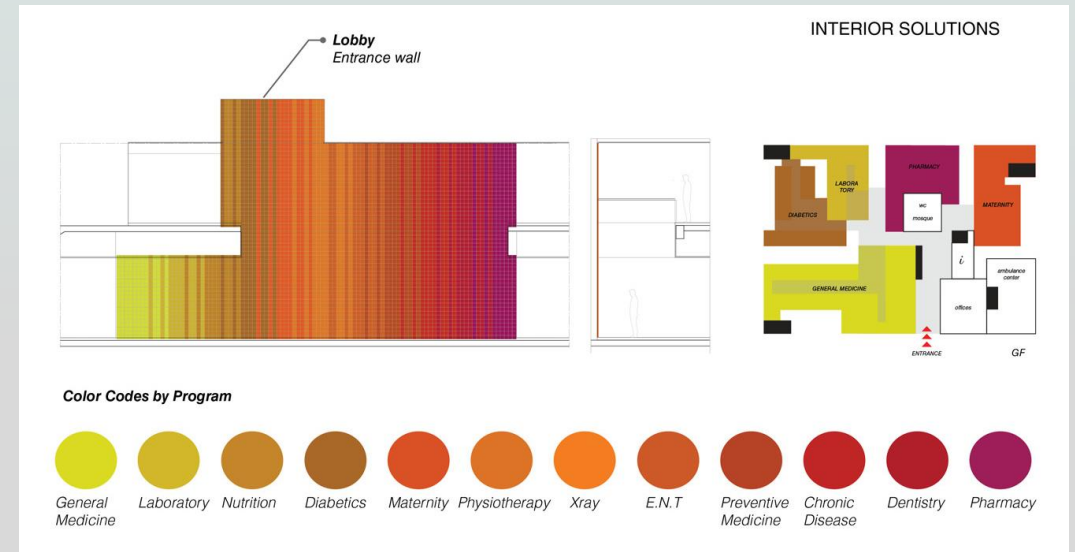 INTERIOR SOLUTIONS
Lobby
Entrance wall
PHARMACY
LABORA
TORY
DIABETICS
wc
mosque
MATERNITY
i
ambulance
center
GENERAL MEDICINE
offices
ENTRANCE
GF
Color Codes by Program
General
Medicine
Laboratory
Nutrition
Diabetics
Maternity
Physiotherapy
Xray
E.N.T
Preventive
Medicine
Chronic
Disease
Dentistry
Pharmacy